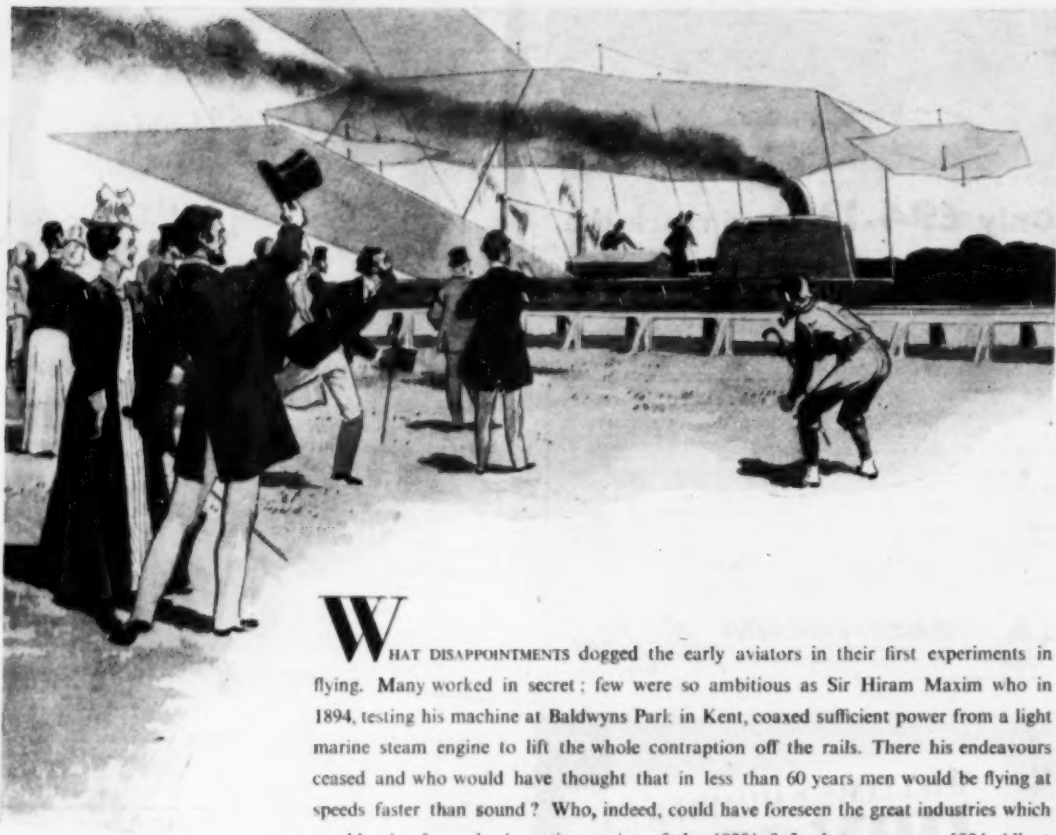 WHAT DISAPPOINTMENTS dogged the early aviators in their first experiments in
flying. Many worked in secret ; few were so ambitious as Sir Hiram Maxim who in
1894, testing his machine at Baldwyns Park in Kent, coaxed sufficient power from a light
marine steam engine to lift the whole contraption off the rails. There his endeavours
ceased and who would have thought that in less than 60 years men would be flying at
speeds faster than sound ? Who, indeed, could have foreseen the great industries which